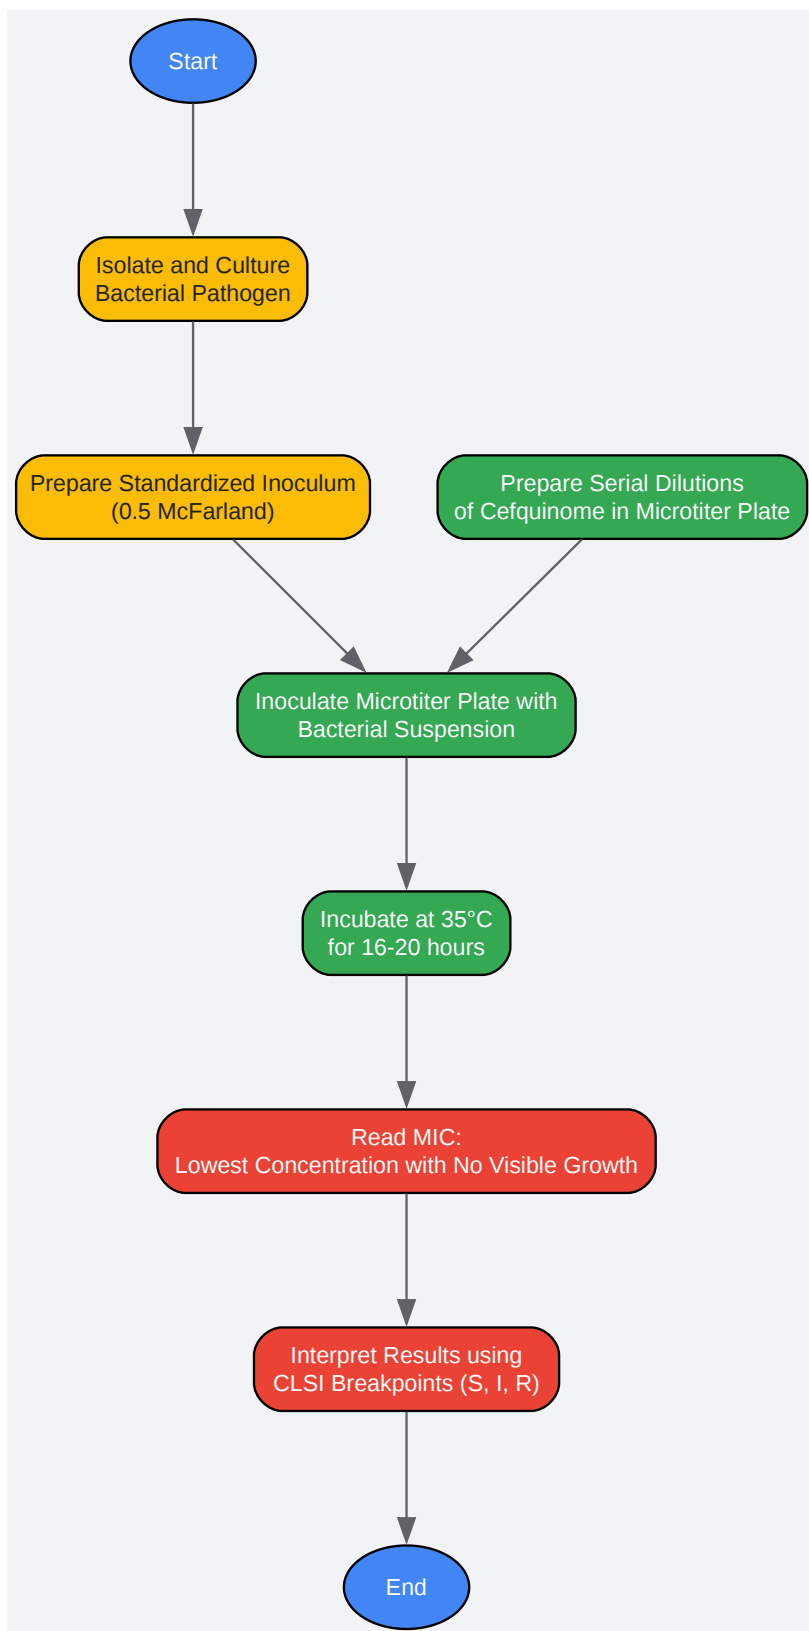 Start
Isolate and Culture
Bacterial Pathogen
Prepare Standardized Inoculum
(0.5 McFarland)
Prepare Serial Dilutions
of Cefquinome in Microtiter Plate
Inoculate Microtiter Plate with
Bacterial Suspension
Incubate at 35°C
for 16-20 hours
Read MIC:
Lowest Concentration with No Visible Growth
Interpret Results using
CLSI Breakpoints (S, I, R)
End